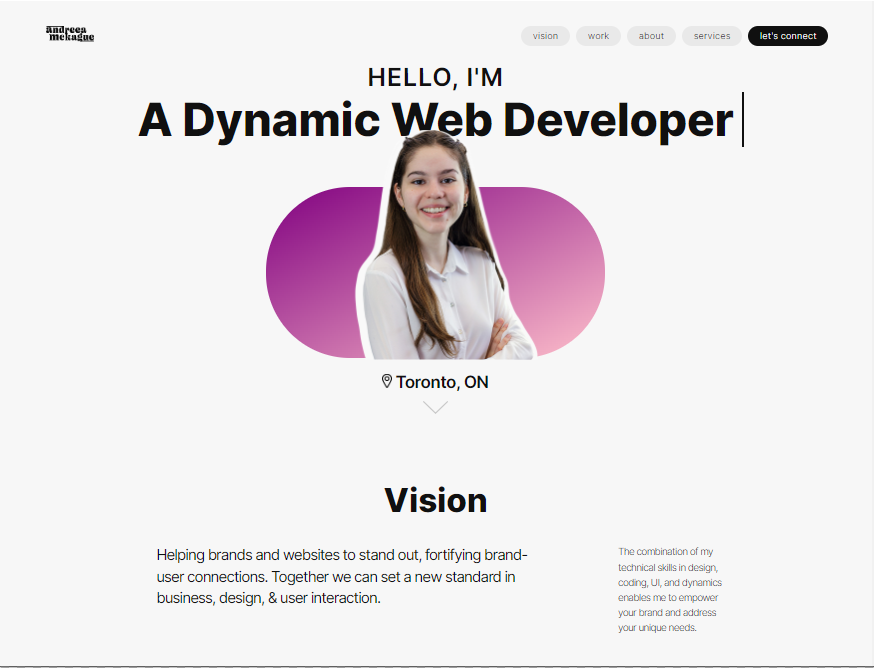 andreea
mckague
vision
work
about
services
let's connect
HELLO, I'M
A Dynamic Web Developer
Toronto, ON
Vision
Helping brands and websites to stand out, fortifying brand-
user connections. Together we can set a new standard in
business, design, & user interaction.
The combination of my
technical skills in design,
coding, UI, and dynamics
enables me to empower
your brand and address
your unique needs.